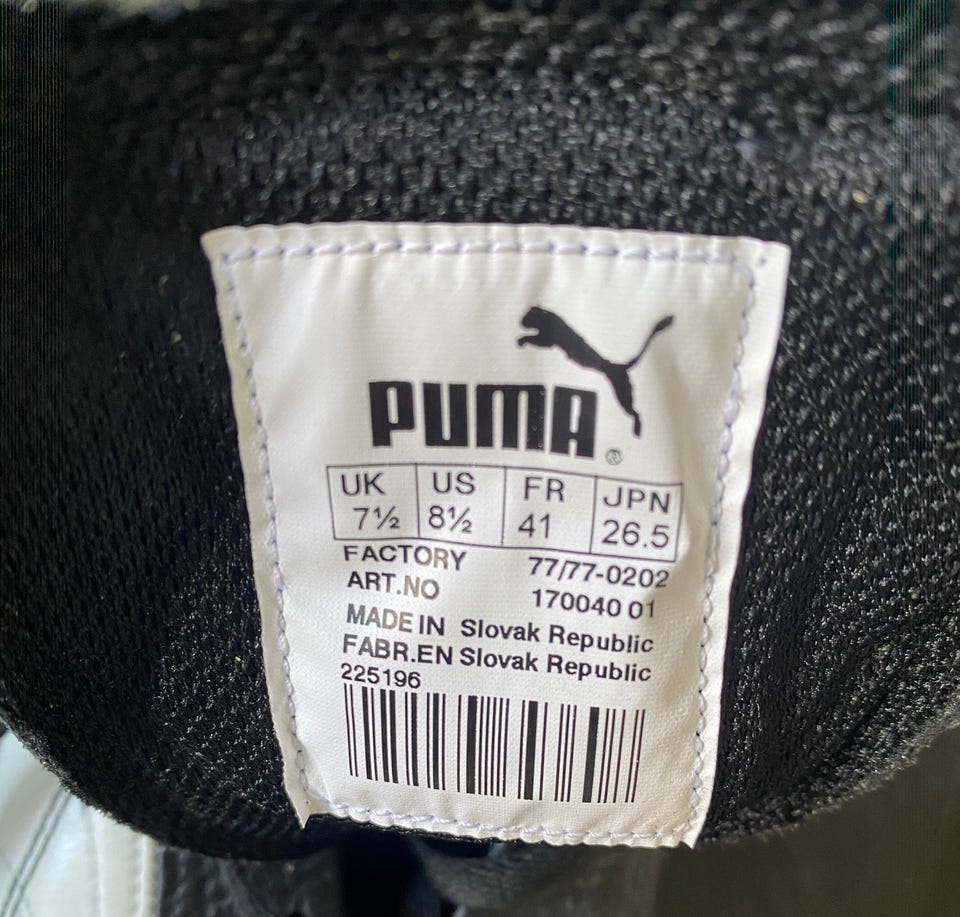 PUMA ®
UK US FR JPN
7½ 8½ 41 26.5
FACTORY 77/77-0202
ART.NO 170040 01
MADE IN Slovak Republic
FABR.EN Slovak Republic
225196